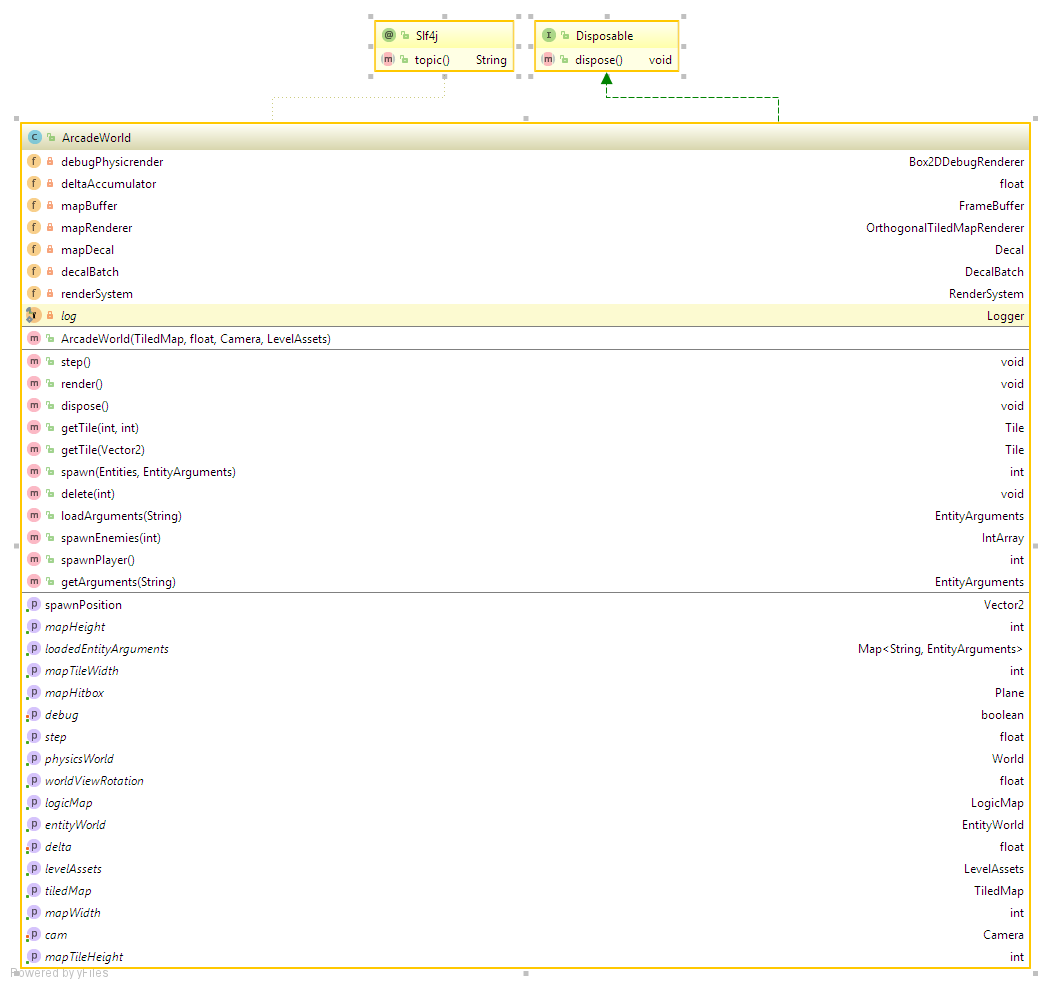 @ Slf4j
m topic() String
I Disposable
m dispose() void
C ArcadeWorld
f debugPhysicrender Box2DDebugRenderer
f deltaAccumulator float
f mapBuffer FrameBuffer
f mapRenderer OrthogonalTiledMapRenderer
f mapDecal Decal
f decalBatch DecalBatch
f renderSystem RenderSystem
log Logger
m ArcadeWorld(TiledMap, float, Camera, LevelAssets)
m step() void
m render() void
m dispose() void
m getTile(int, int) Tile
m getTile(Vector2) Tile
m spawn(Entities, EntityArguments) int
m delete(int) void
m loadArguments(String) EntityArguments
m spawnEnemies(int) IntArray
m spawnPlayer() int
m getArguments(String) EntityArguments
p spawnPosition Vector2
p mapHeight int
p loadedEntityArguments Map<String, EntityArguments>
p mapTileWidth int
p mapHitbox Plane
p debug boolean
p step float
p physicsWorld World
p worldViewRotation float
p logicMap LogicMap
p entityWorld EntityWorld
p delta float
p levelAssets LevelAssets
p tiledMap TiledMap
p mapWidth int
p cam Camera
p mapTileHeight int
Powered by yFiles